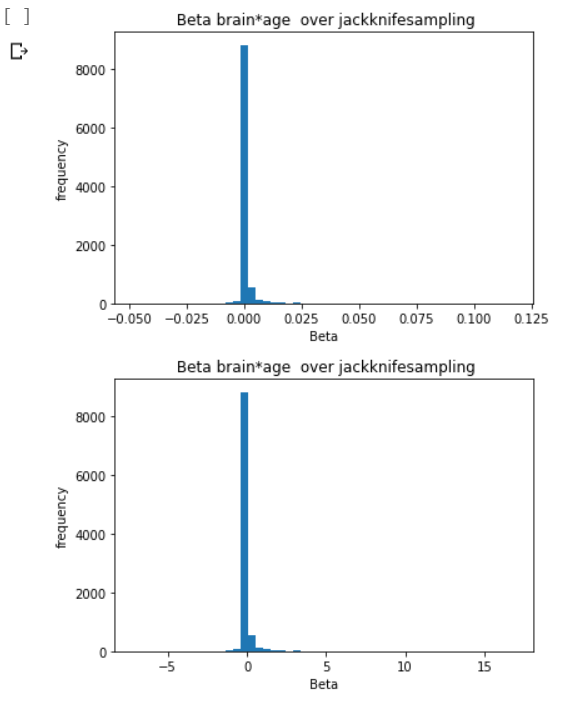 [ ]
Beta brain*age  over jackknifesampling
8000
6000
4000
2000
0
frequency
−0.050 −0.025 0.000 0.025 0.050 0.075 0.100 0.125
Beta
Beta brain*age  over jackknifesampling
8000
6000
4000
2000
0
frequency
−5 0 5 10 15
Beta